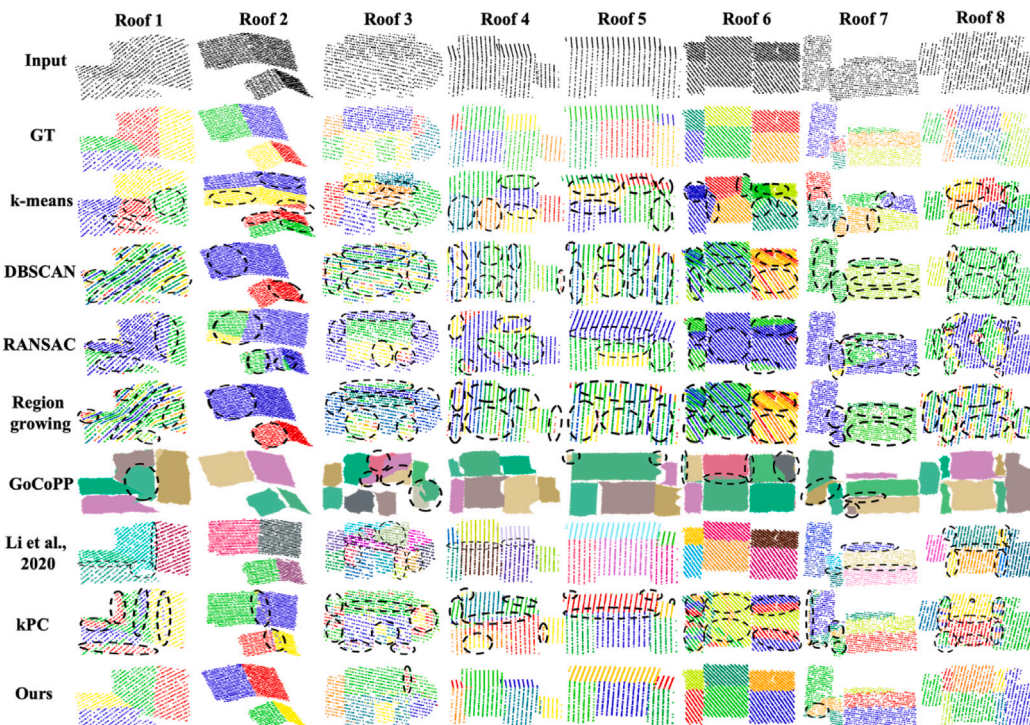 Roof 1 Roof 2 Roof 3 Roof 4 Roof 5 Roof 6 Roof 7 Roof 8
Input
GT
k-means
DBSCAN
RANSAC
Region
growing
GoCoPP
Li et al.,
2020
kPC
Ours